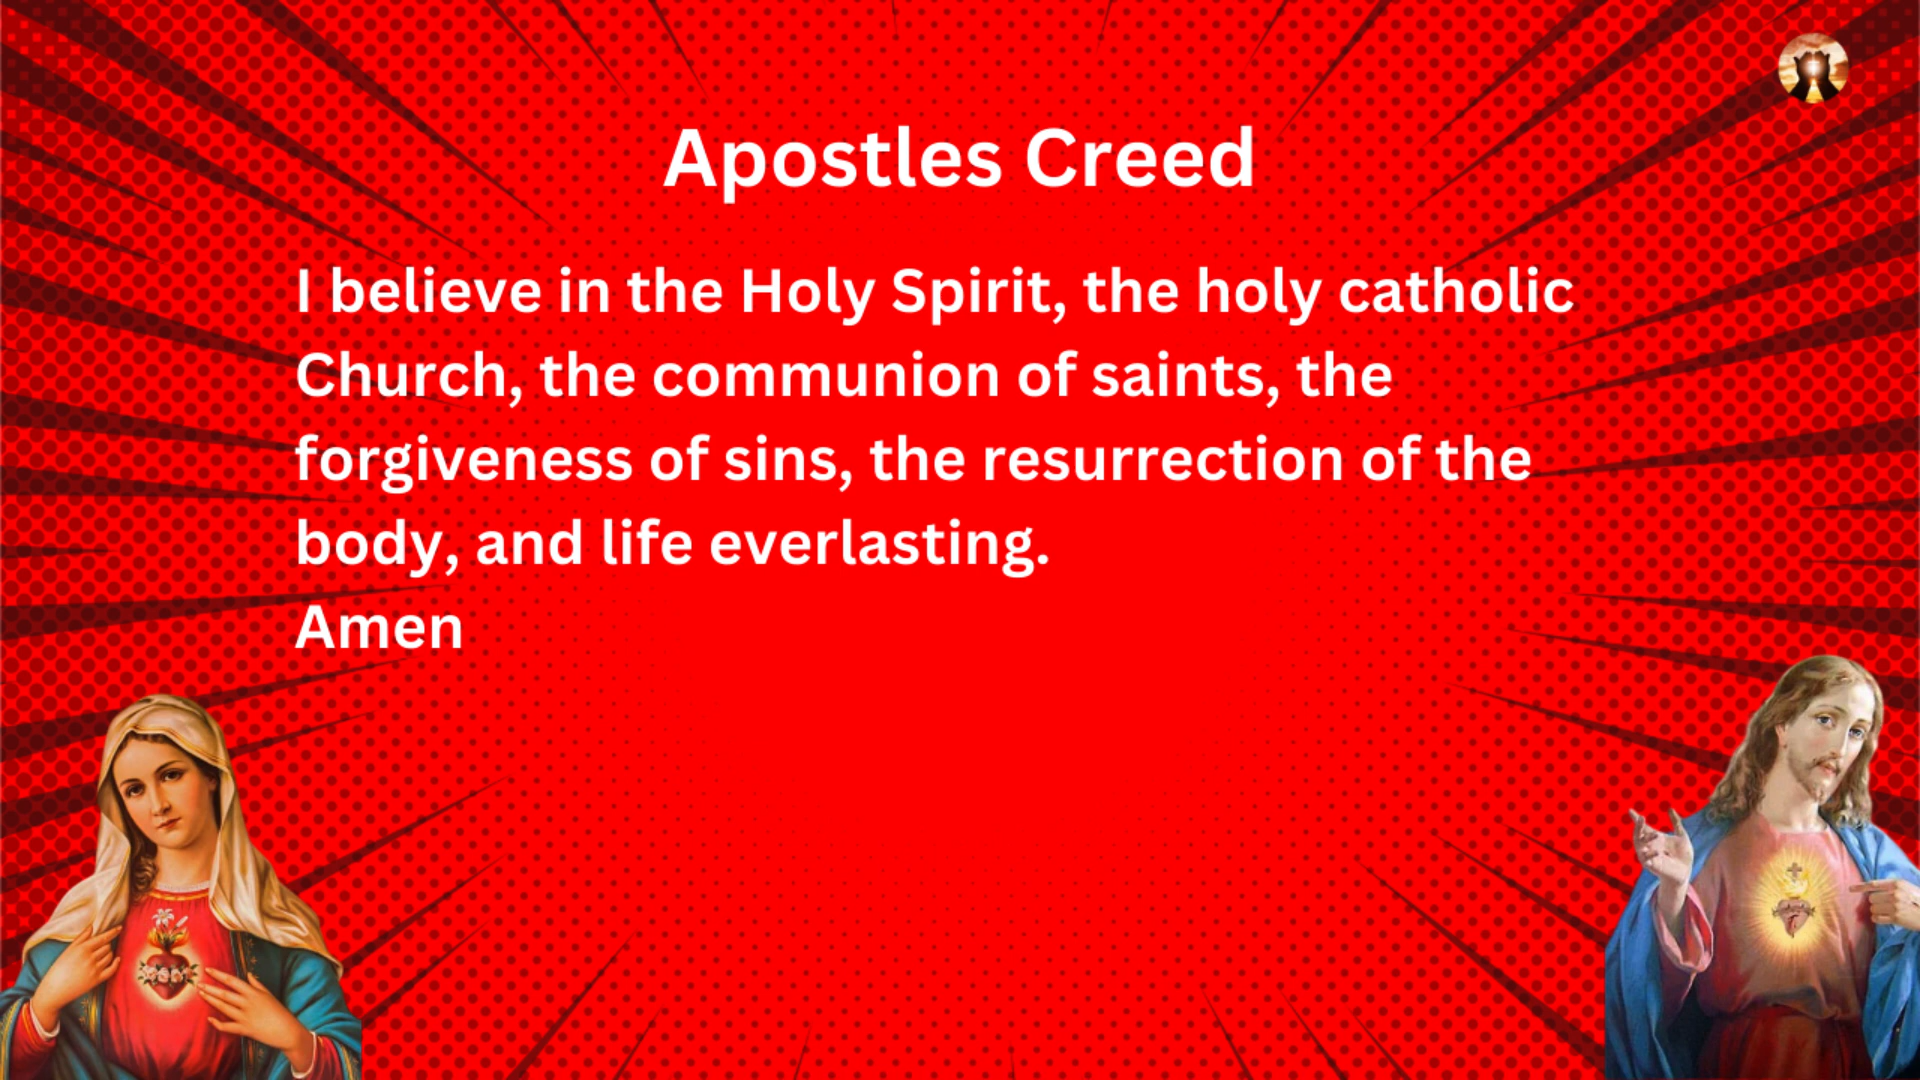 Apostles Creed
I believe in the Holy Spirit, the holy catholic
Church, the communion of saints, the
forgiveness of sins, the resurrection of the
body, and life everlasting.
Amen